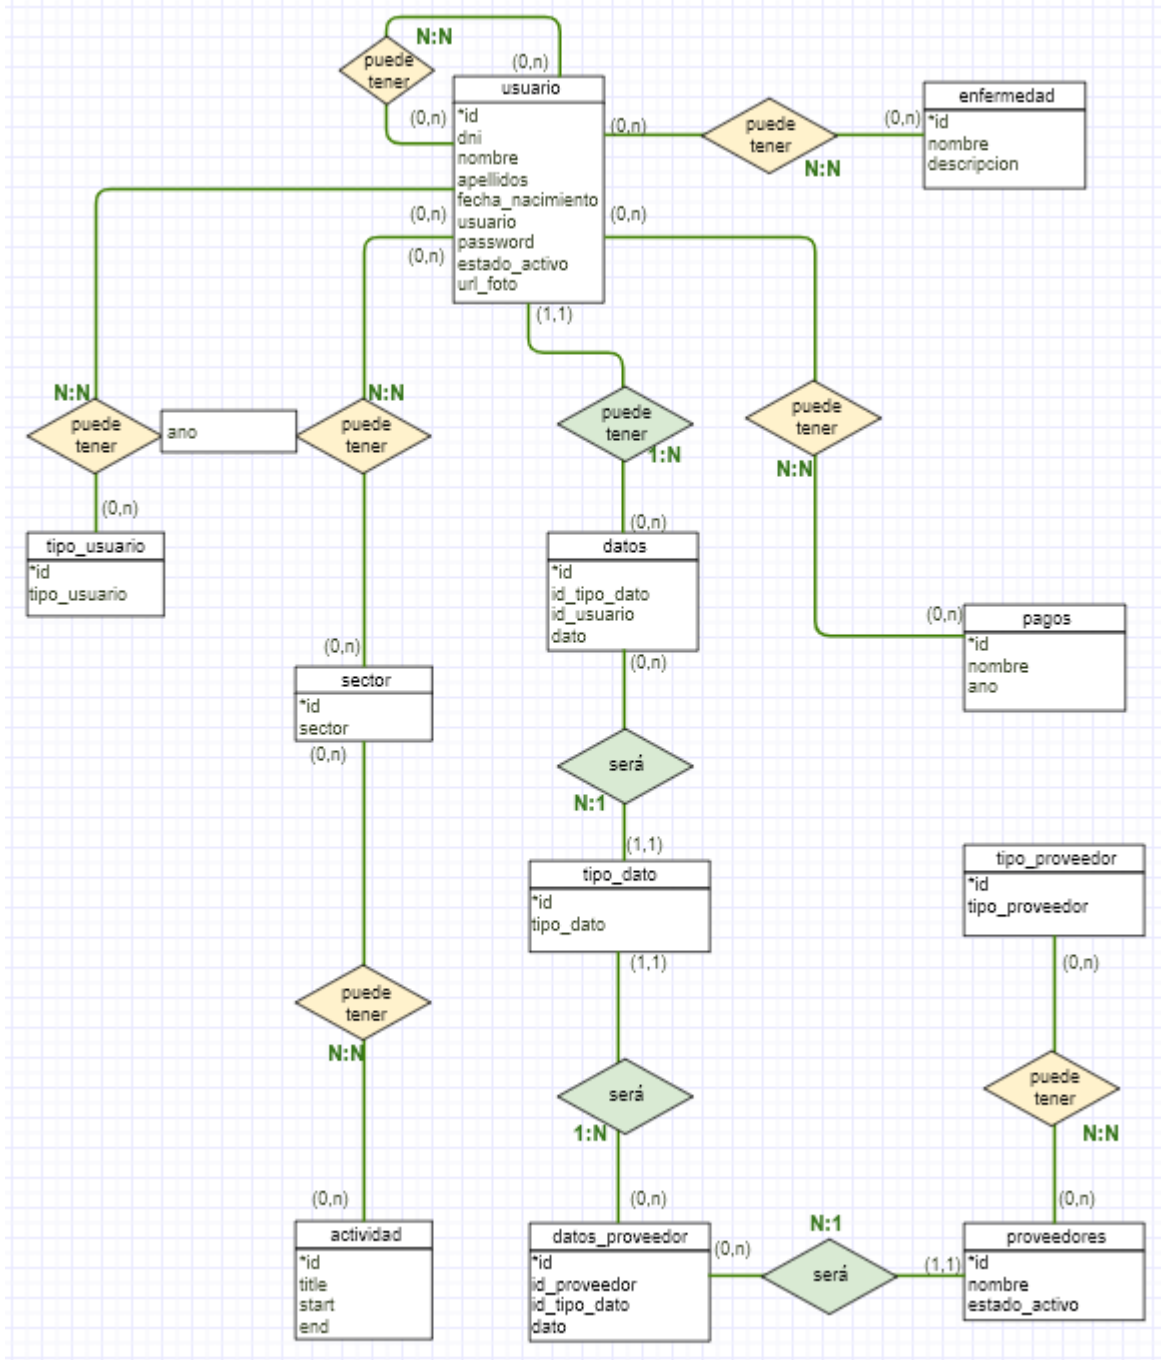 N:N
puede
tener
(0,n)
(0,n)
usuario
*id
dni
nombre
apellidos
fecha_nacimiento
usuario
password
estado_activo
url_foto
(0,n)
puede
tener
N:N
(0,n)
enfermedad
*id
nombre
descripcion
(0,n)
(0,n)
(0,n)
(1,1)
N:N
puede
tener
ano
N:N
puede
tener
puede
tener
1:N
puede
tener
N:N
(0,n)
tipo_usuario
*id
tipo_usuario
(0,n)
datos
*id
id_tipo_dato
id_usuario
dato
(0,n)
(0,n)
pagos
*id
nombre
ano
(0,n)
sector
*id
sector
(0,n)
será
N:1
(1,1)
tipo_dato
*id
tipo_dato
(1,1)
tipo_proveedor
*id
tipo_proveedor
(0,n)
puede
tener
N:N
será
1:N
puede
tener
N:N
(0,n)
actividad
*id
title
start
end
(0,n)
datos_proveedor
*id
id_proveedor
id_tipo_dato
dato
(0,n)
N:1
será
(1,1)
(0,n)
proveedores
*id
nombre
estado_activo